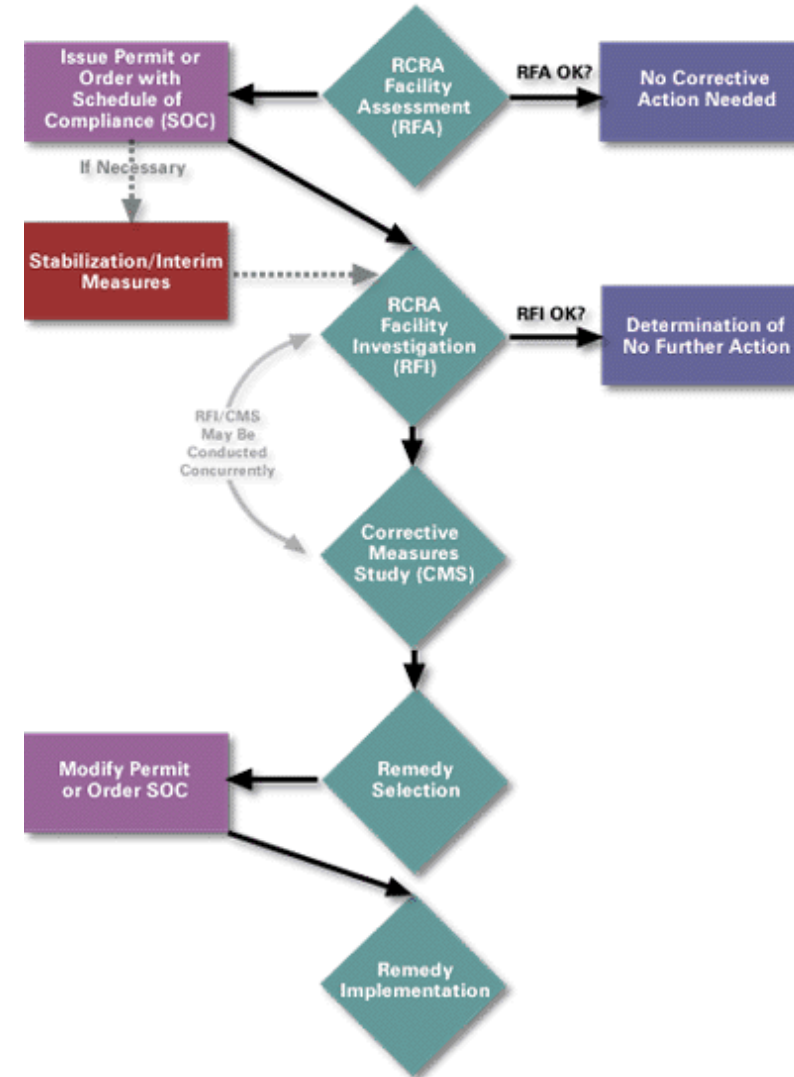 Issue Permit or
Order with
Schedule of
Compliance (SOC)
RCRA
Facility
Assessment
(RFA)
RFA OK?
No Corrective
Action Needed
If Necessary
Stabilization/Interim
Measures
RCRA
Facility
Investigation
(RFI)
RFI OK?
Determination of
No Further Action
RFI/CMS
May Be
Conducted
Concurrently
Corrective
Measures
Study (CMS)
Modify Permit
or Order SOC
Remedy
Selection
Remedy
Implementation